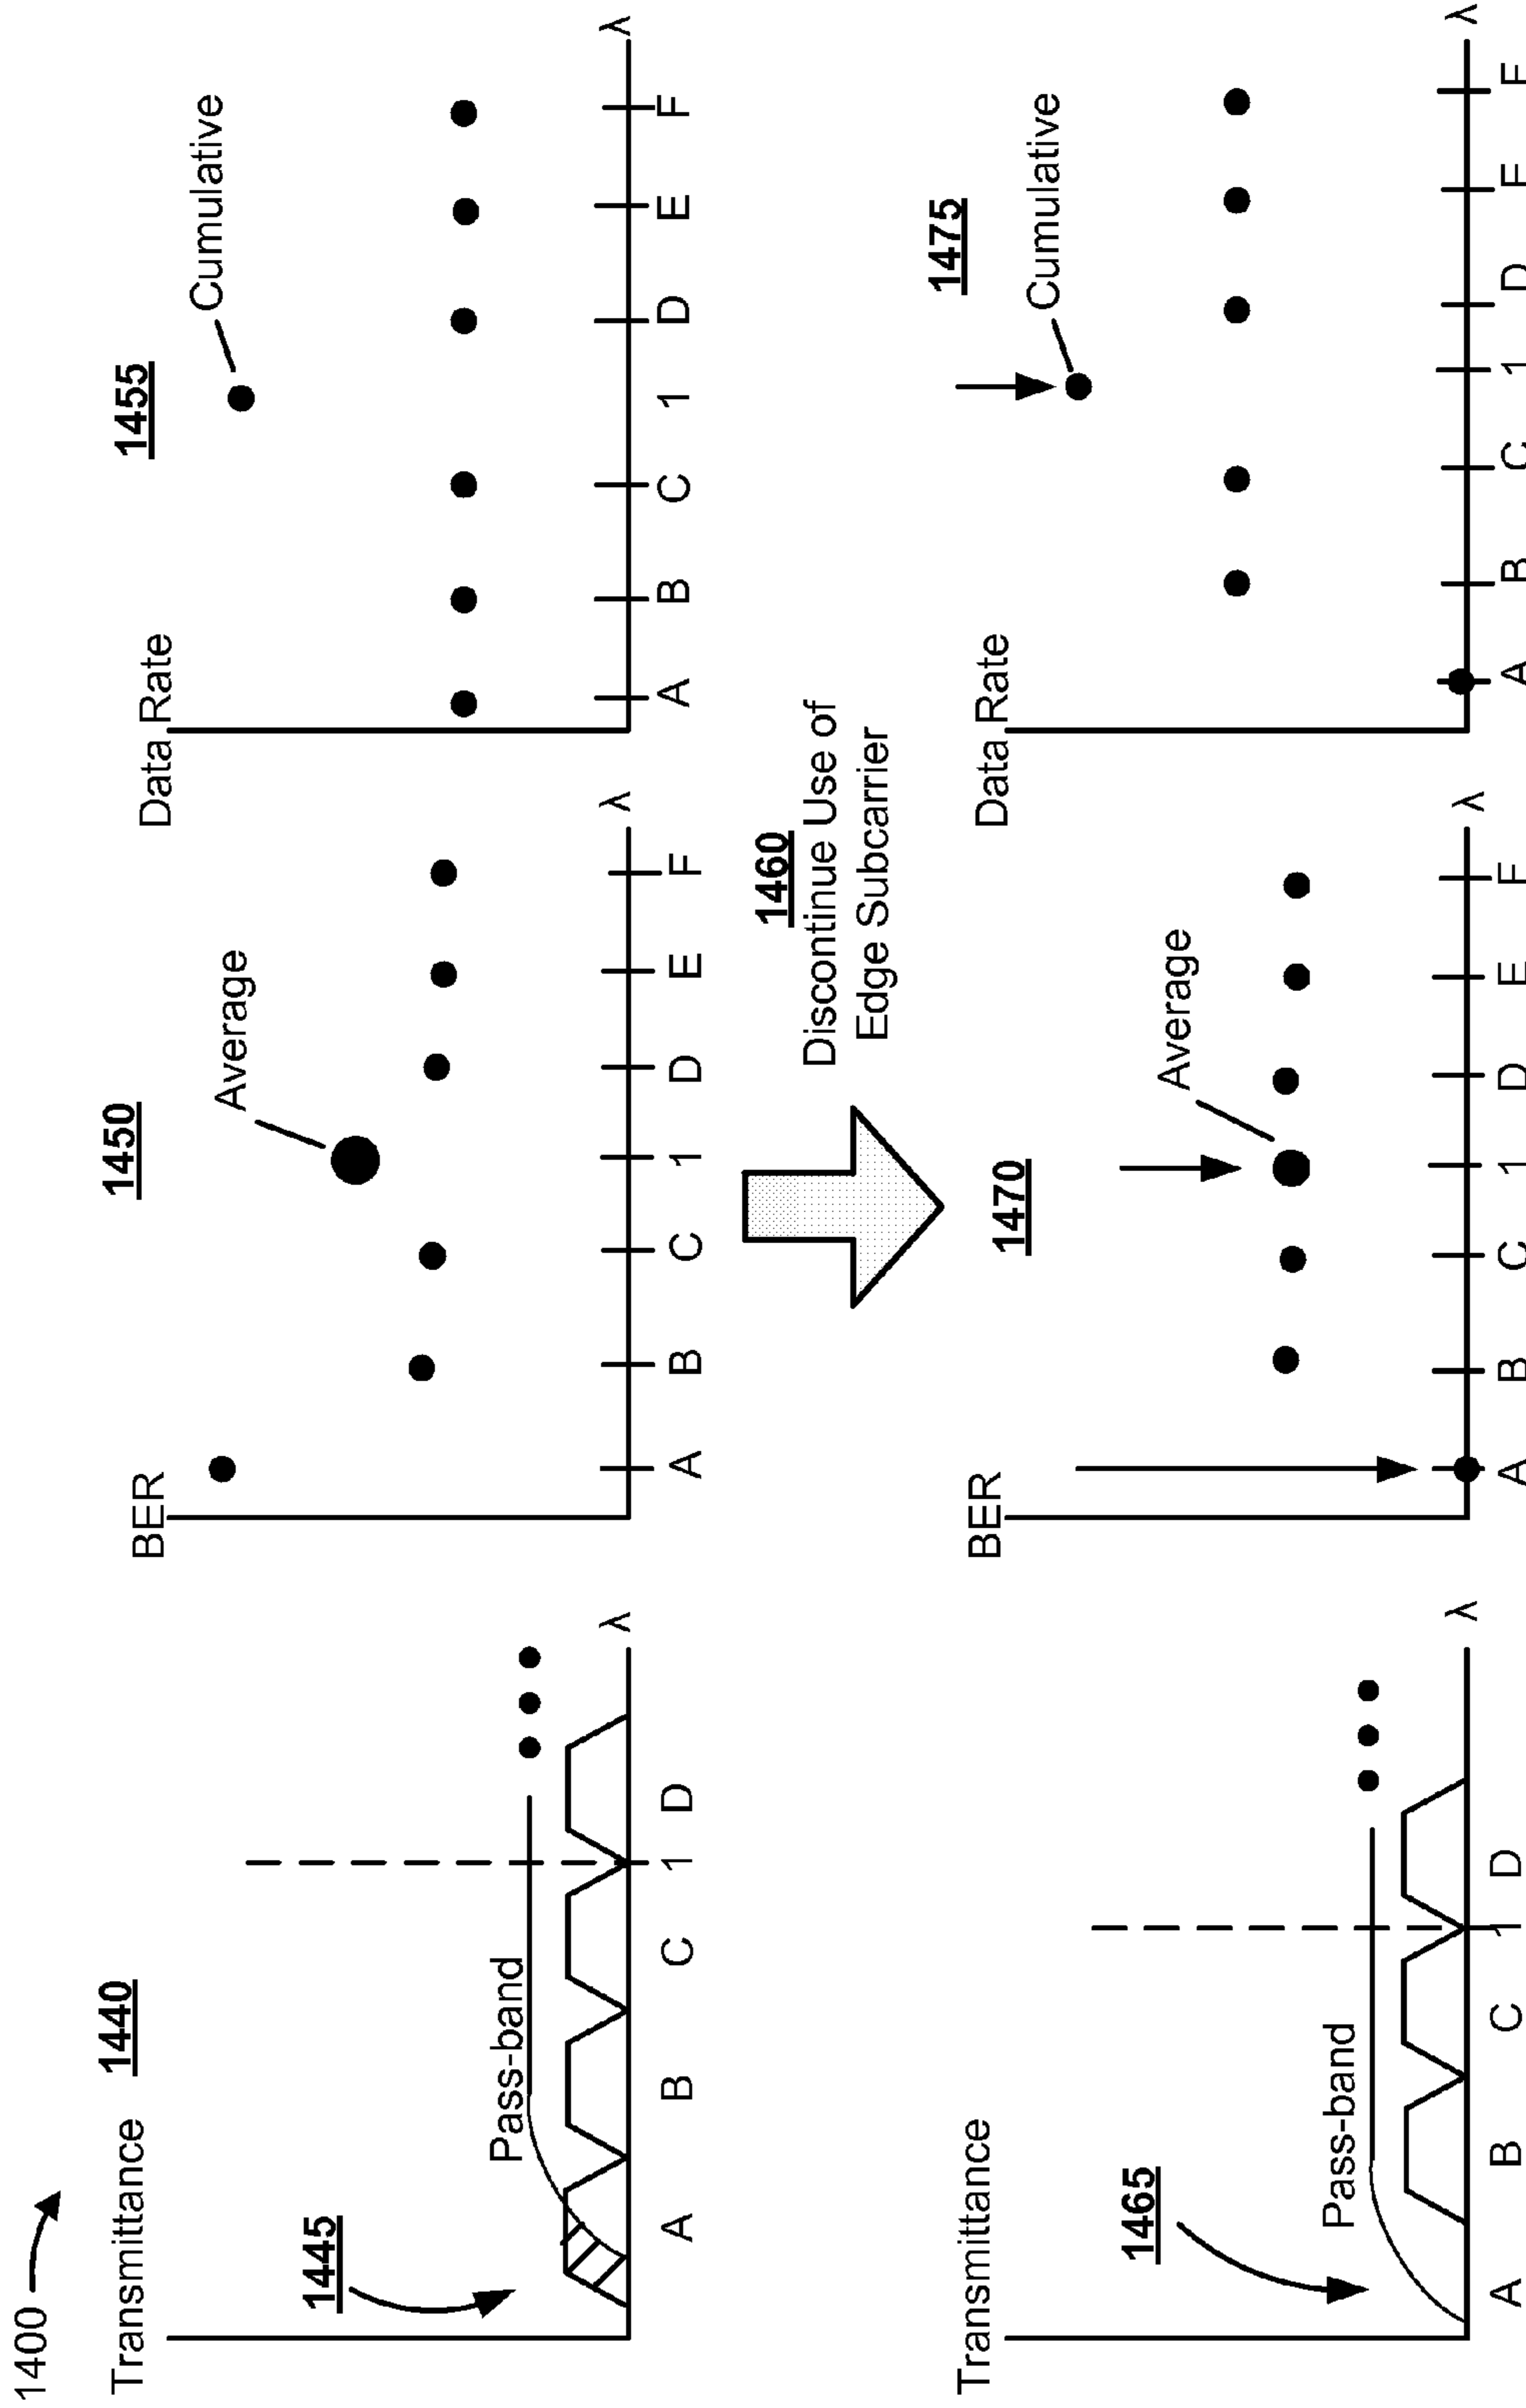 1400
Transmittance
1440
1445
Pass-band
A B C 1 D
λ
BER
1450
Average
A B C 1 D E F
λ
Data Rate
1455
Cumulative
A B C 1 D E F
λ
1460
Discontinue Use of
Edge Subcarrier
Transmittance
1465
Pass-band
A B C 1 D
λ
BER
1470
Average
A B C 1 D E F
λ
Data Rate
1475
Cumulative
A B C 1 D E F
λ